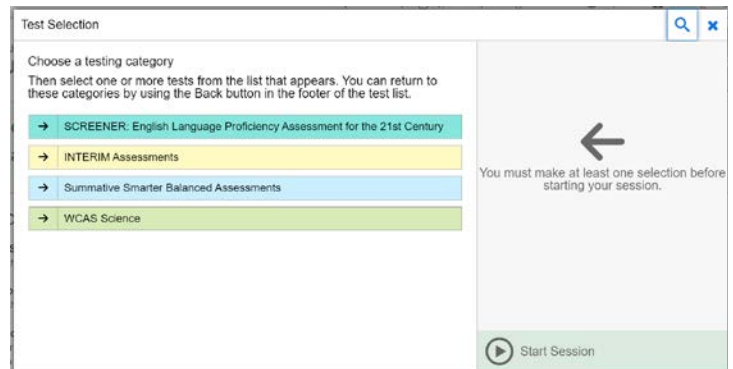 Test Selection
Choose a testing category
Then select one or more tests from the list that appears. You can return to
these categories by using the Back button in the footer of the test list.
SCREENER: English Language Proficiency Assessment for the 21st Century
INTERIM Assessments
Summative Smarter Balanced Assessments
WCAS Science
You must make at least one selection before
starting your session.
Start Session